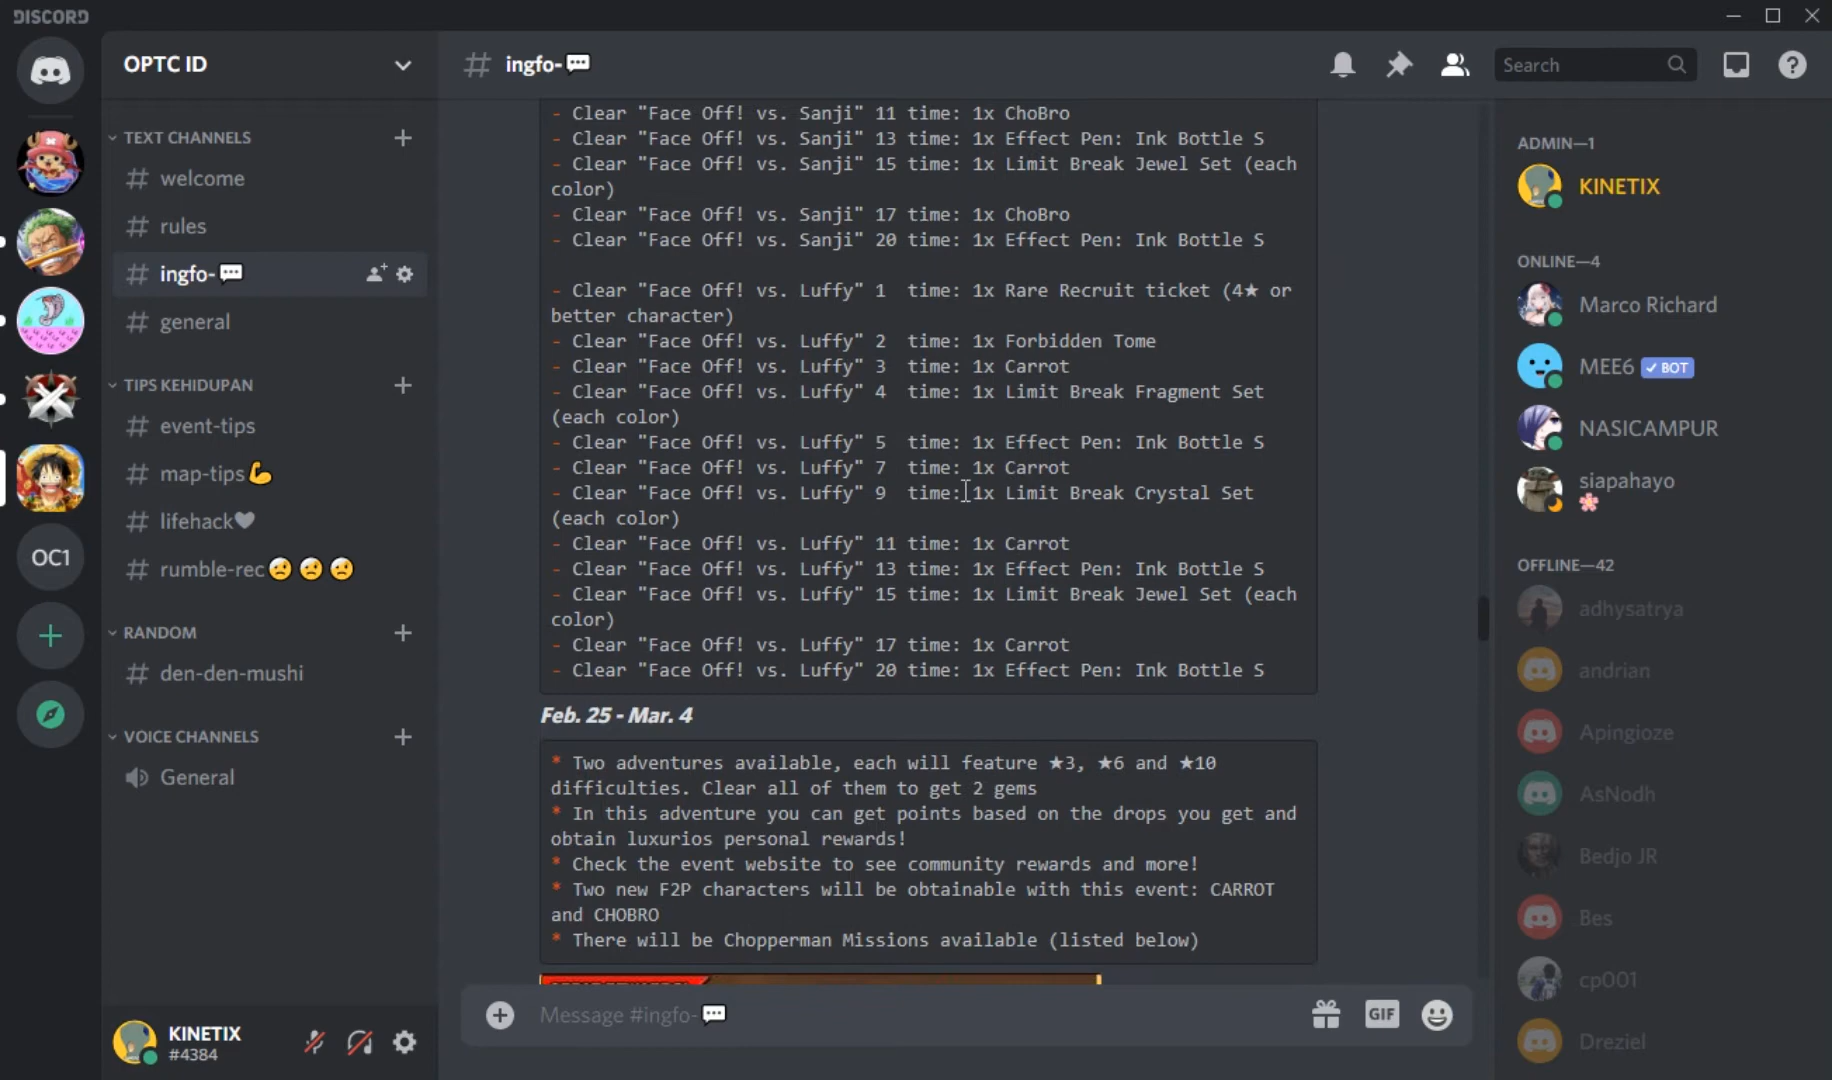 DISCORD
OPTC ID
# ingfo-💬
Search
TEXT CHANNELS
# welcome
# rules
# ingfo-💬
# general
TIPS KEHIDUPAN
# event-tips
# map-tips💪
# lifehack🖤
# rumble-rec🤕🤕🤕
RANDOM
# den-den-mushi
VOICE CHANNELS
General
OC1
KINETIX
#4384
- Clear "Face Off! vs. Sanji" 11 time: 1x ChoBro
- Clear "Face Off! vs. Sanji" 13 time: 1x Effect Pen: Ink Bottle S
- Clear "Face Off! vs. Sanji" 15 time: 1x Limit Break Jewel Set (each
color)
- Clear "Face Off! vs. Sanji" 17 time: 1x ChoBro
- Clear "Face Off! vs. Sanji" 20 time: 1x Effect Pen: Ink Bottle S
- Clear "Face Off! vs. Luffy" 1  time: 1x Rare Recruit ticket (4★ or
better character)
- Clear "Face Off! vs. Luffy" 2  time: 1x Forbidden Tome
- Clear "Face Off! vs. Luffy" 3  time: 1x Carrot
- Clear "Face Off! vs. Luffy" 4  time: 1x Limit Break Fragment Set
(each color)
- Clear "Face Off! vs. Luffy" 5  time: 1x Effect Pen: Ink Bottle S
- Clear "Face Off! vs. Luffy" 7  time: 1x Carrot
- Clear "Face Off! vs. Luffy" 9  time: 1x Limit Break Crystal Set
(each color)
- Clear "Face Off! vs. Luffy" 11 time: 1x Carrot
- Clear "Face Off! vs. Luffy" 13 time: 1x Effect Pen: Ink Bottle S
- Clear "Face Off! vs. Luffy" 15 time: 1x Limit Break Jewel Set (each
color)
- Clear "Face Off! vs. Luffy" 17 time: 1x Carrot
- Clear "Face Off! vs. Luffy" 20 time: 1x Effect Pen: Ink Bottle S
Feb. 25 - Mar. 4
* Two adventures available, each will feature ★3, ★6 and ★10
difficulties. Clear all of them to get 2 gems
* In this adventure you can get points based on the drops you get and
obtain luxurios personal rewards!
* Check the event website to see community rewards and more!
* Two new F2P characters will be obtainable with this event: CARROT
and CHOBRO
* There will be Chopperman Missions available (listed below)
Message #ingfo-💬
GIF
ADMIN—1
KINETIX
ONLINE—4
Marco Richard
MEE6 ✓ BOT
NASICAMPUR
siapahayo
🌸
OFFLINE—42
adhysatrya
andrian
Apingioze
AsNodh
Bedjo JR
Bes
cp001
Dreziel